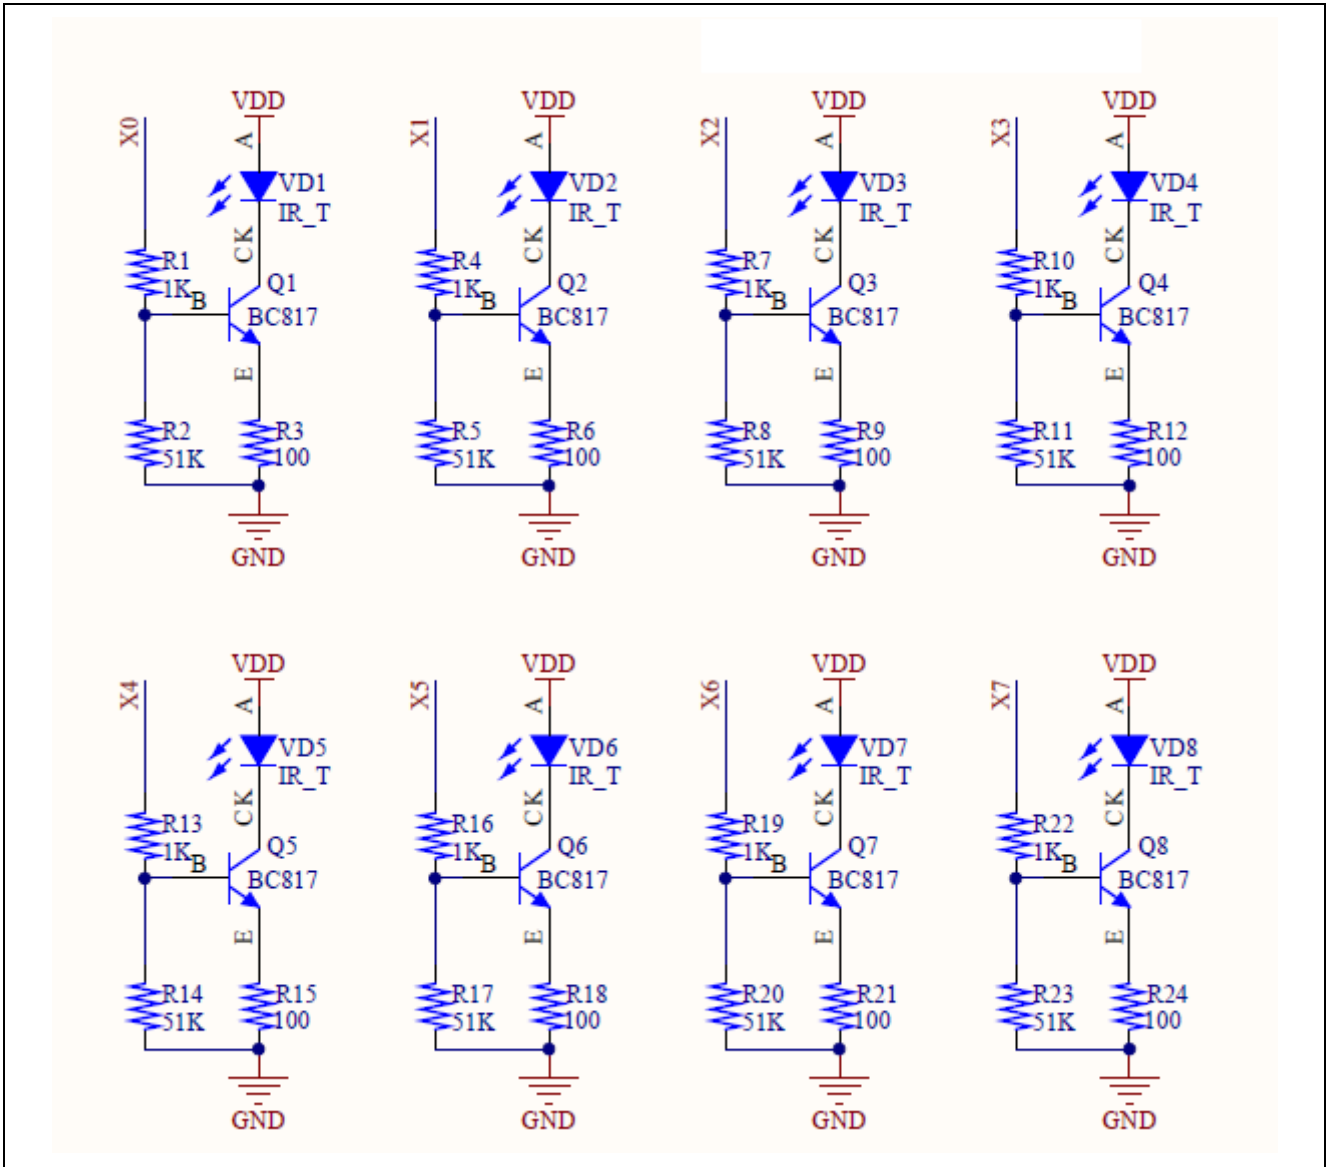 VDD VDD VDD VDD
X0 A X1 A X2 A X3 A
VD1 VD2 VD3 VD4
IR_T IR_T IR_T IR_T
CK CK CK CK
R1 Q1 R4 Q2 R7 Q3 R10 Q4
1K B BC817 1K B BC817 1K B BC817 1K B BC817
E E E E
R2 R3 R5 R6 R8 R9 R11 R12
51K 100 51K 100 51K 100 51K 100
GND GND GND GND
VDD VDD VDD VDD
X4 A X5 A X6 A X7 A
VD5 VD6 VD7 VD8
IR_T IR_T IR_T IR_T
CK CK CK CK
R13 Q5 R16 Q6 R19 Q7 R22 Q8
1K B BC817 1K B BC817 1K B BC817 1K B BC817
E E E E
R14 R15 R17 R18 R20 R21 R23 R24
51K 100 51K 100 51K 100 51K 100
GND GND GND GND